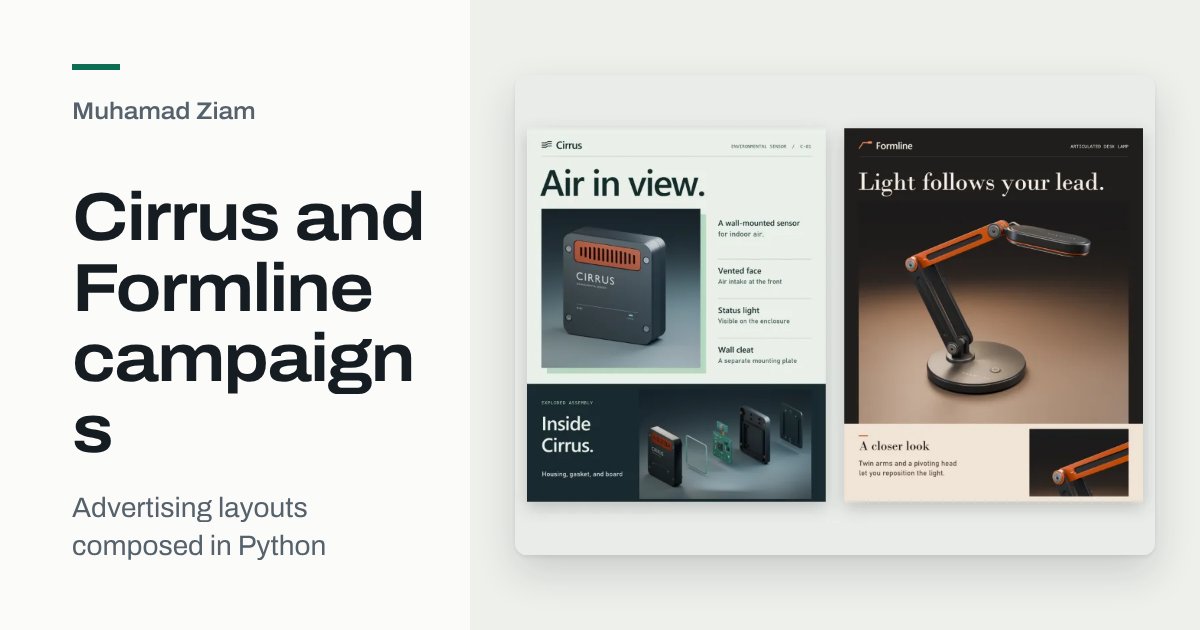 Muhamad Ziam
Cirrus and
Formline
campaign
s
Advertising layouts
composed in Python
Cirrus
ENVIRONMENTAL SENSOR / C-01
Air in view.
CIRRUS
A wall-mounted sensor
for indoor air.
Vented face
Air intake at the front
Status light
Visible on the enclosure
Wall cleat
A separate mounting plate
EXPLODED ASSEMBLY
Inside
Cirrus.
Housing, gasket, and board
CIRRUS
Formline
ARTICULATED DESK LAMP
Light follows your lead.
A closer look
Twin arms and a pivoting head
let you reposition the light.